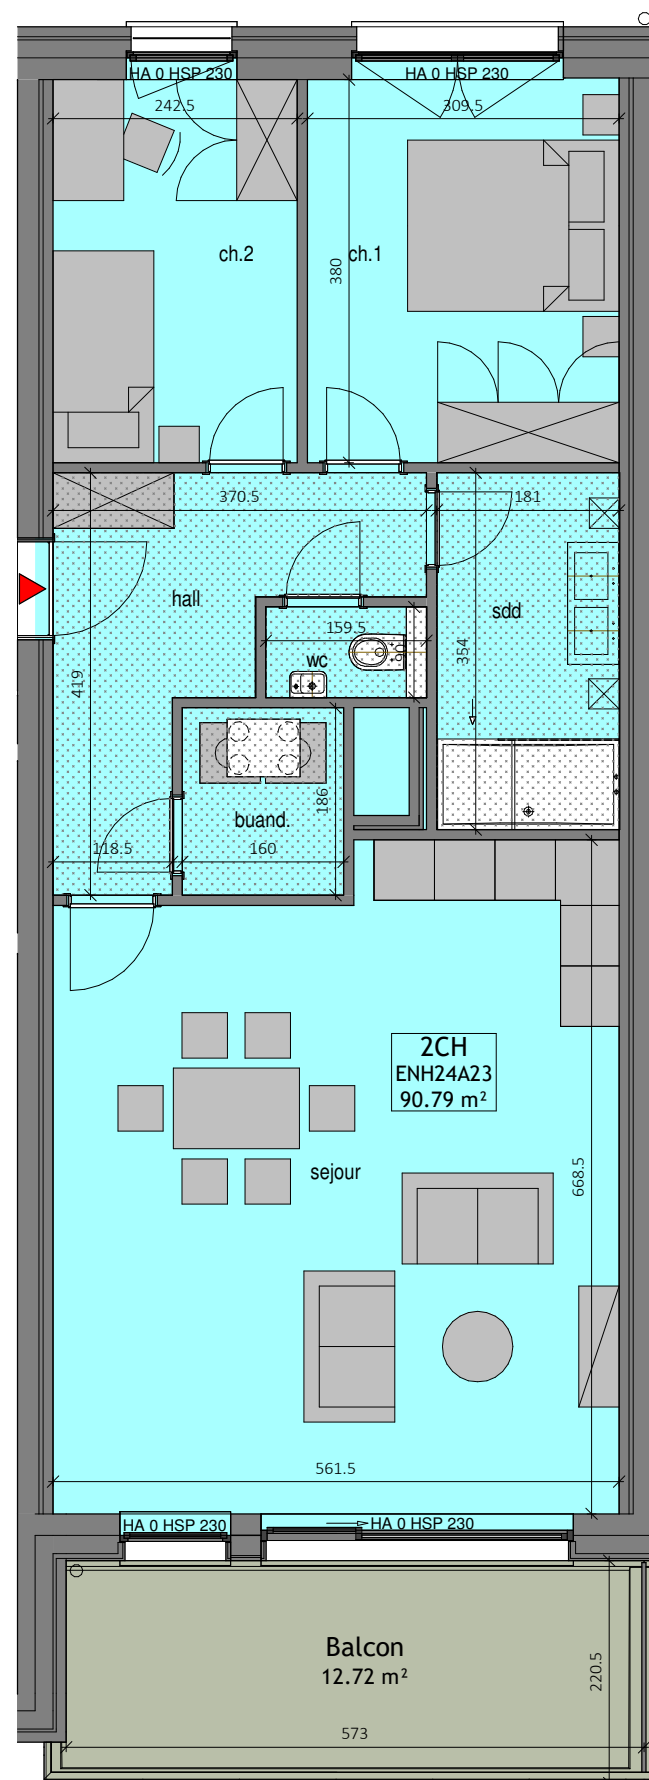 HA 0 HSP 230
HA 0 HSP 230
242.5
309.5
ch.2
ch.1
380
370.5
181
hall
sdd
159.5
90
wc
354
419
186
buand.
118.5
160
2CH
ENH24A23
90.79 m²
sejour
668.5
561.5
HA 0 HSP 230
HA 0 HSP 230
Balcon
12.72 m²
220.5
573